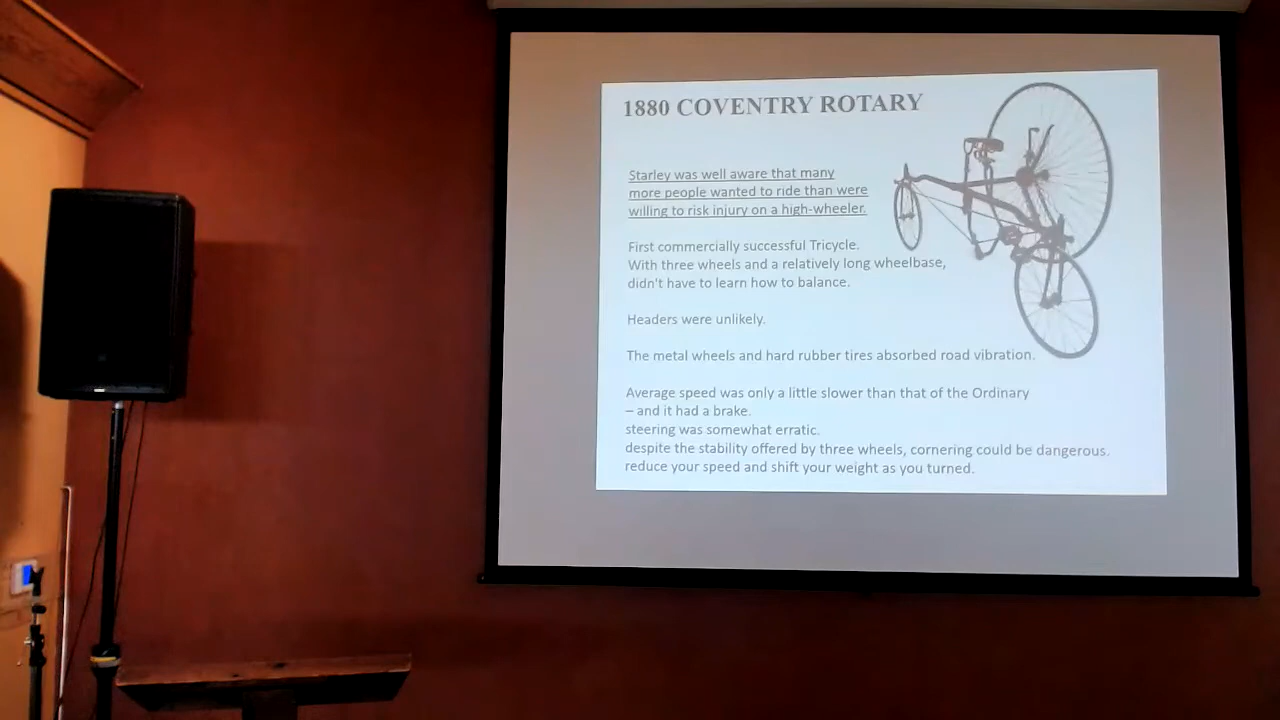 1880 COVENTRY ROTARY
Starley was well aware that many
more people wanted to ride than were
willing to risk injury on a high-wheeler.
First commercially successful Tricycle.
With three wheels and a relatively long wheelbase,
didn't have to learn how to balance.
Headers were unlikely.
The metal wheels and hard rubber tires absorbed road vibration.
Average speed was only a little slower than that of the Ordinary
– and it had a brake.
steering was somewhat erratic.
despite the stability offered by three wheels, cornering could be dangerous.
reduce your speed and shift your weight as you turned.